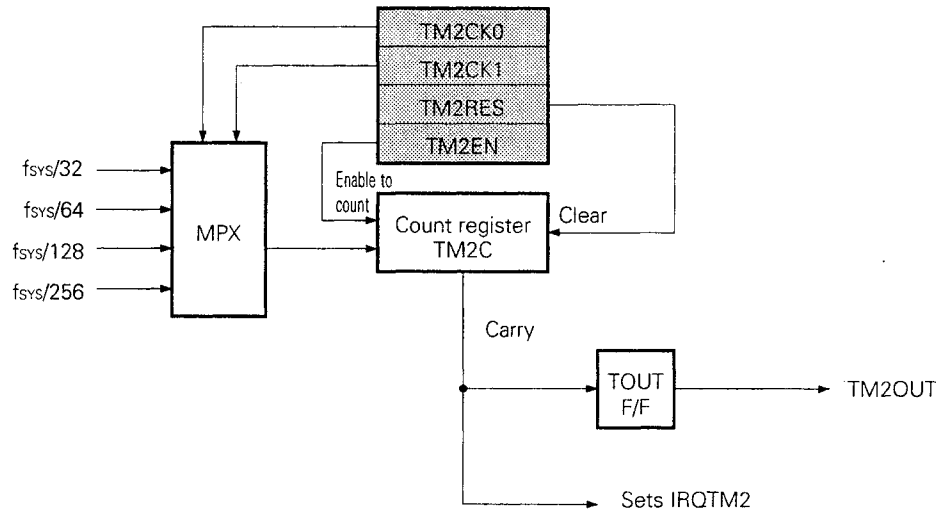 TM2CK0
TM2CK1
TM2RES
TM2EN
fSYS/32
fSYS/64
fSYS/128
fSYS/256
MPX
Enable to
count
Count register
TM2C
Clear
Carry
TOUT
F/F
TM2OUT
Sets IRQTM2